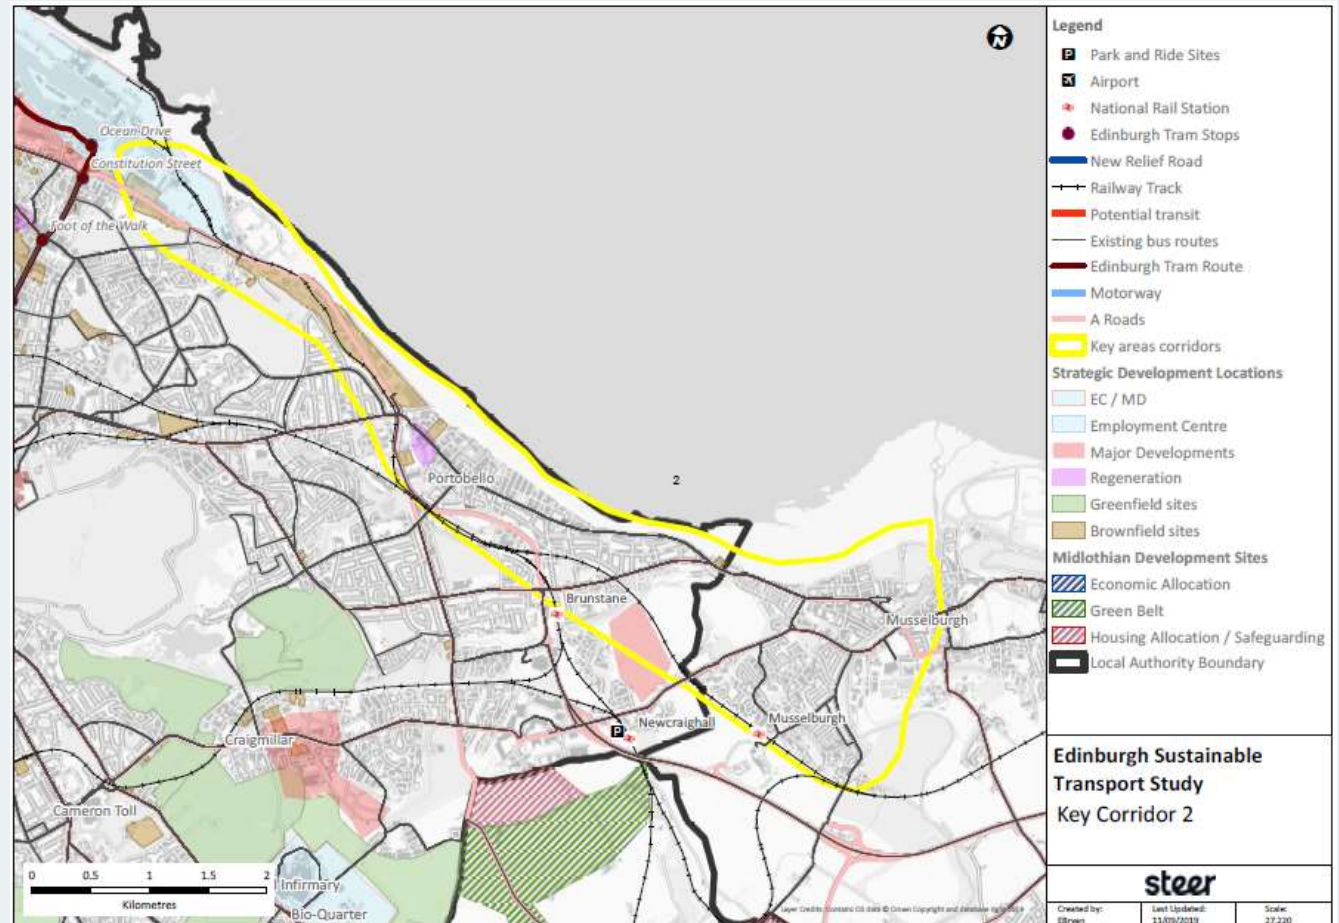 Ocean Drive
Constitution Street
Foot of the Walk
Portobello
2
Brunstane
Musselburgh
P
Newcraighall
Musselburgh
Craigmillar
Cameron Toll
Infirmary
Bio-Quarter
0 0.5 1 1.5 2
Kilometres
N
Legend
P Park and Ride Sites
Airport
National Rail Station
Edinburgh Tram Stops
New Relief Road
Railway Track
Potential transit
Existing bus routes
Edinburgh Tram Route
Motorway
A Roads
Key areas corridors
Strategic Development Locations
EC / MD
Employment Centre
Major Developments
Regeneration
Greenfield sites
Brownfield sites
Midlothian Development Sites
Economic Allocation
Green Belt
Housing Allocation / Safeguarding
Local Authority Boundary
Edinburgh Sustainable
Transport Study
Key Corridor 2
steer
Created by:
Last Updated:
11/09/2019
Scale:
27,220